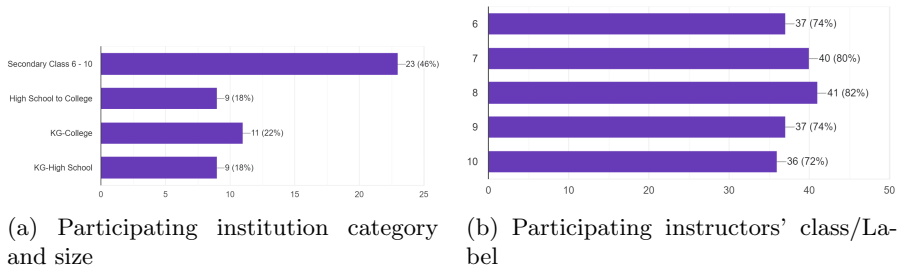 Secondary Class 6 - 10
23 (46%)
High School to College
9 (18%)
KG-College
11 (22%)
KG-High School
9 (18%)
0 5 10 15 20 25
(a) Participating institution category
and size
6
37 (74%)
7
40 (80%)
8
41 (82%)
9
37 (74%)
10
36 (72%)
0 10 20 30 40 50
(b) Participating instructors' class/La-
bel